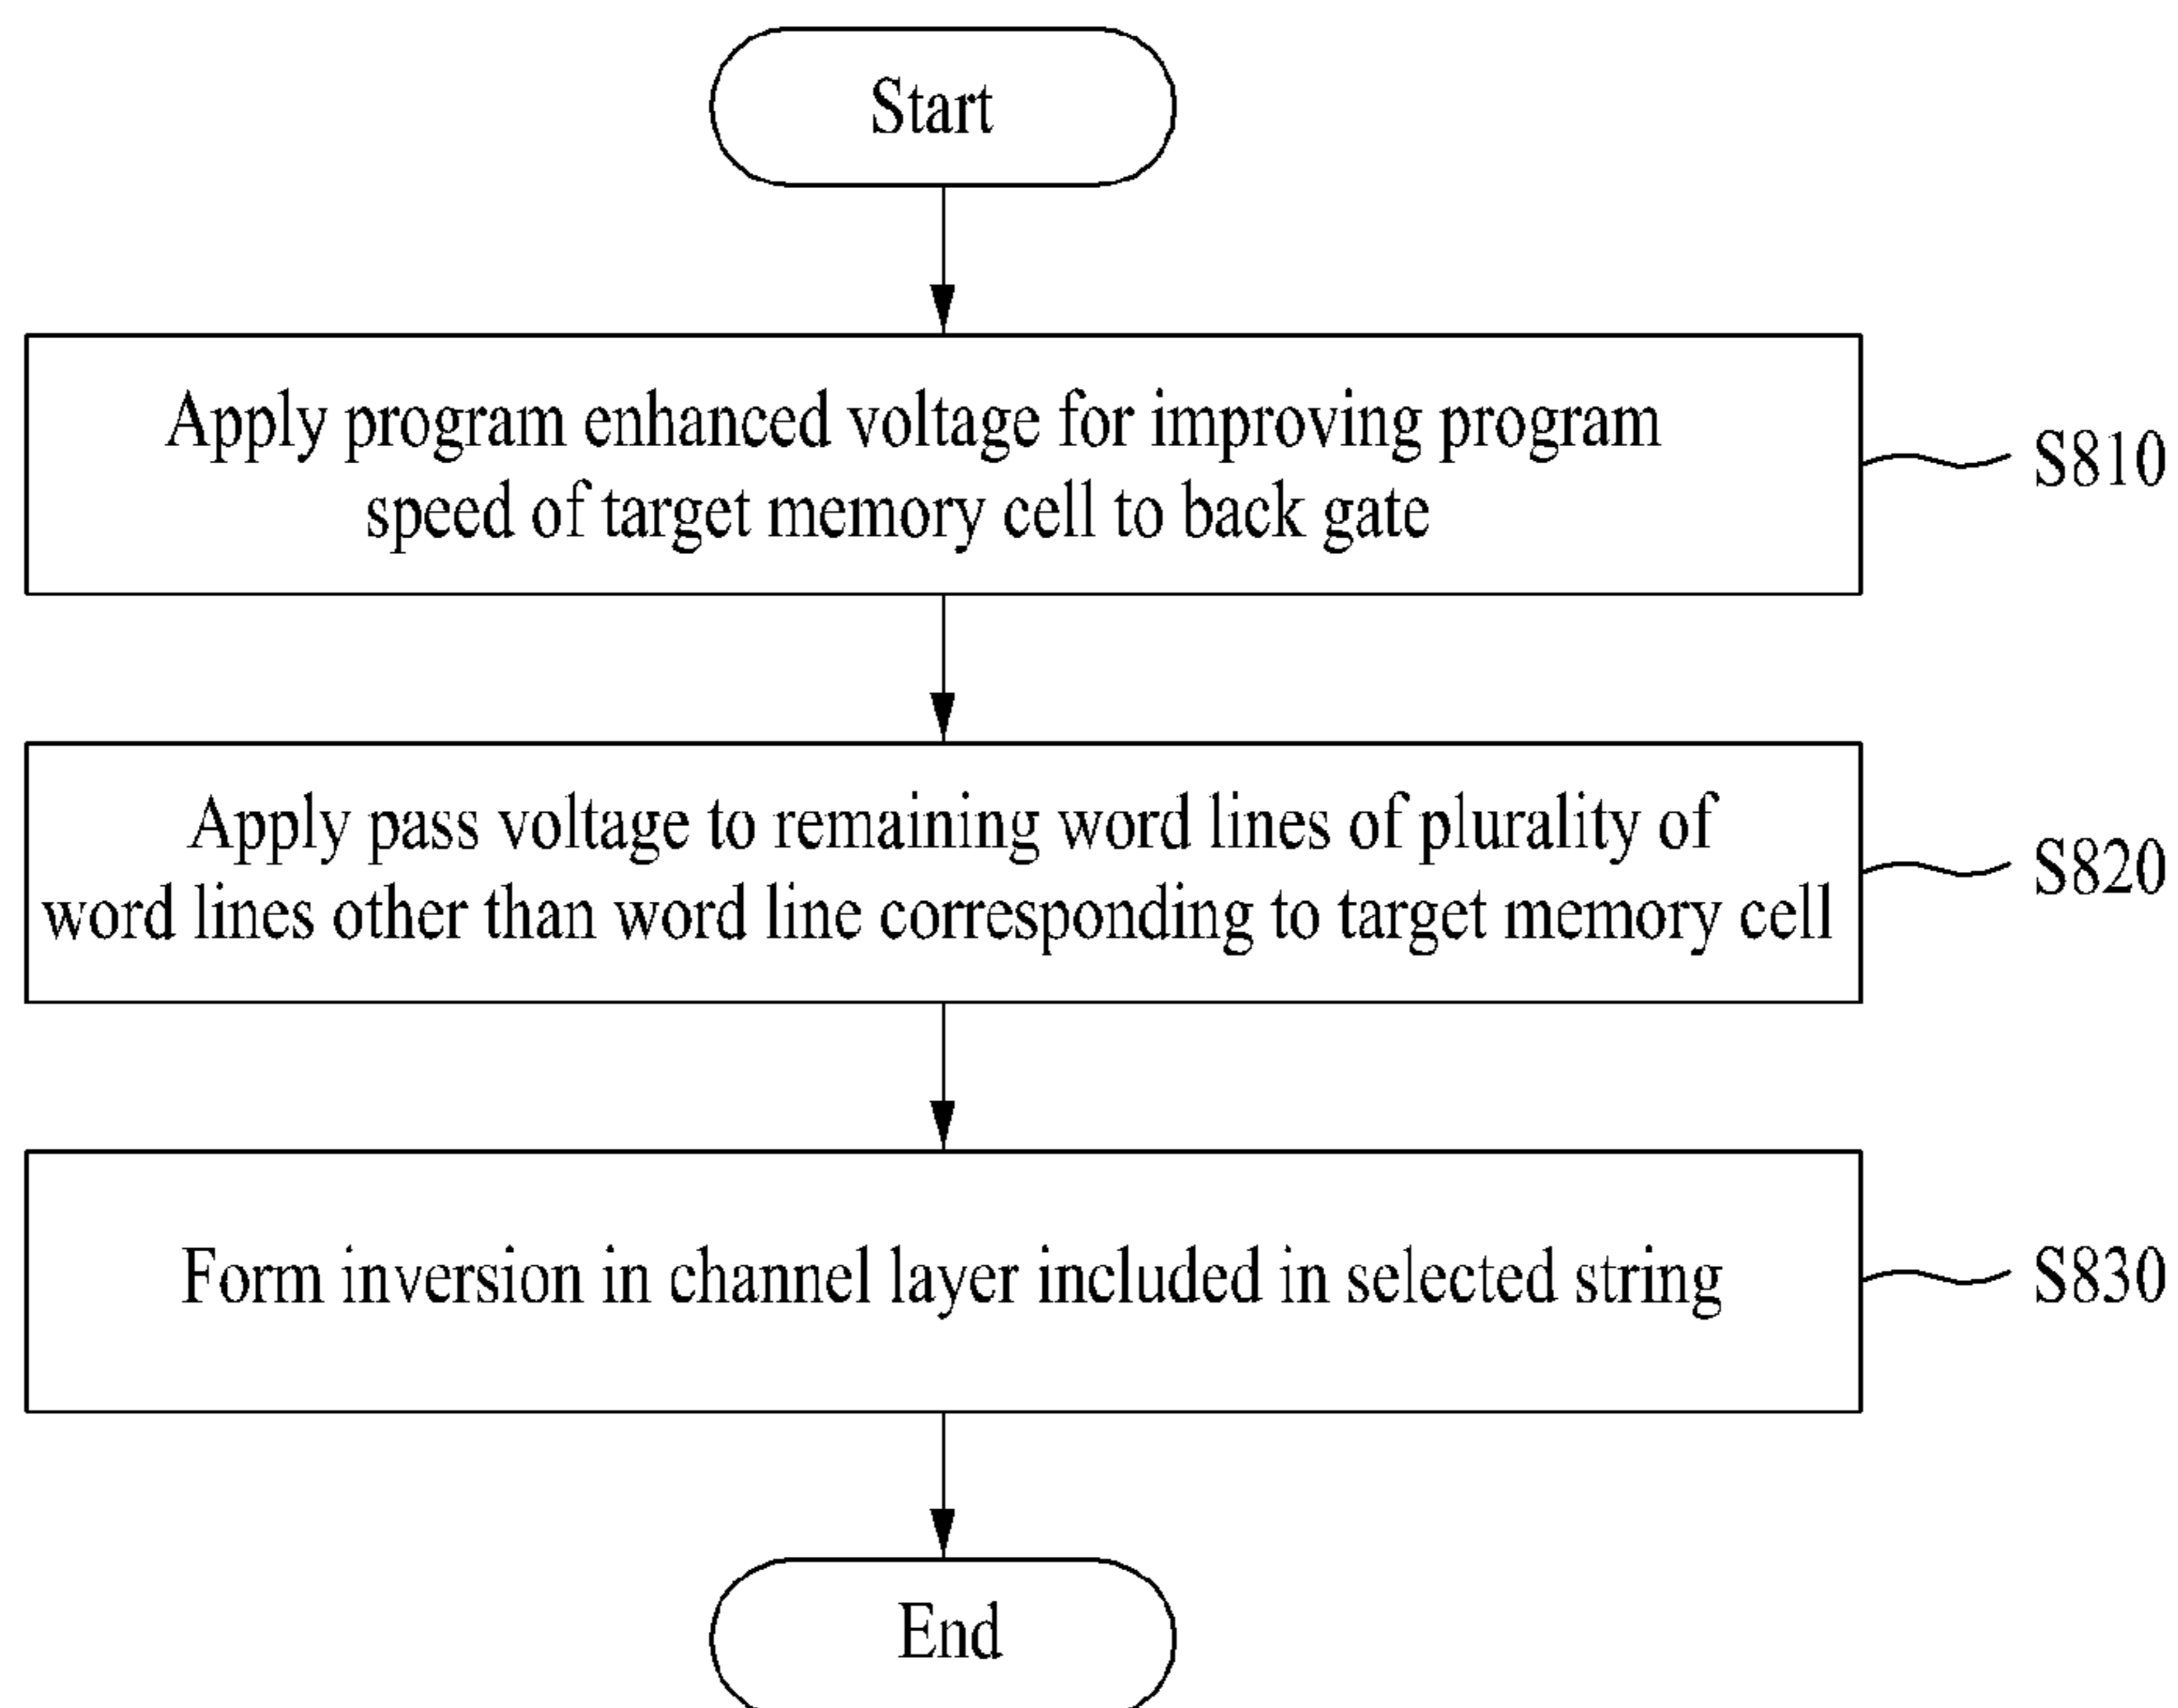 Start
Apply program enhanced voltage for improving program
speed of target memory cell to back gate
S810
Apply pass voltage to remaining word lines of plurality of
word lines other than word line corresponding to target memory cell
S820
Form inversion in channel layer included in selected string
S830
End